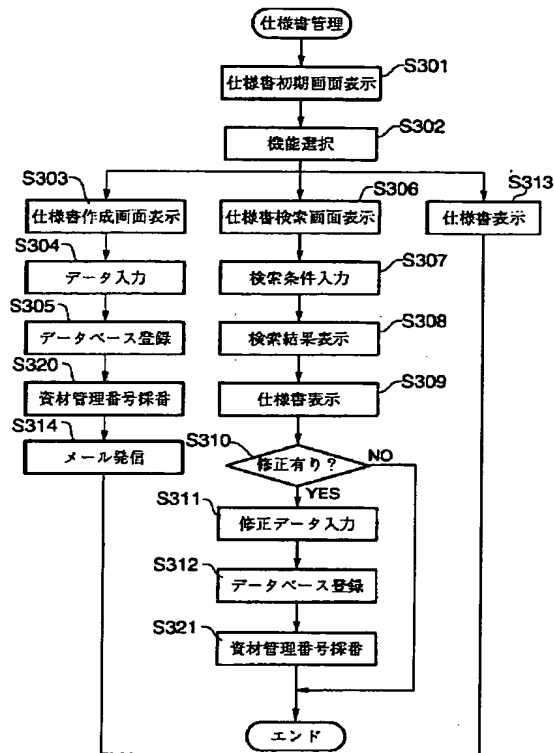 仕様書管理
S301
仕様書初期画面表示
S302
機能選択
S303
仕様書作成画面表示
S304
データ入力
S305
データベース登録
S320
資材管理番号採番
S314
メール発信
S306
仕様書検索画面表示
S307
検索条件入力
S308
検索結果表示
S309
仕様書表示
S310
修正有り?
NO
YES
S311
修正データ入力
S312
データベース登録
S321
資材管理番号採番
S313
仕様書表示
エンド